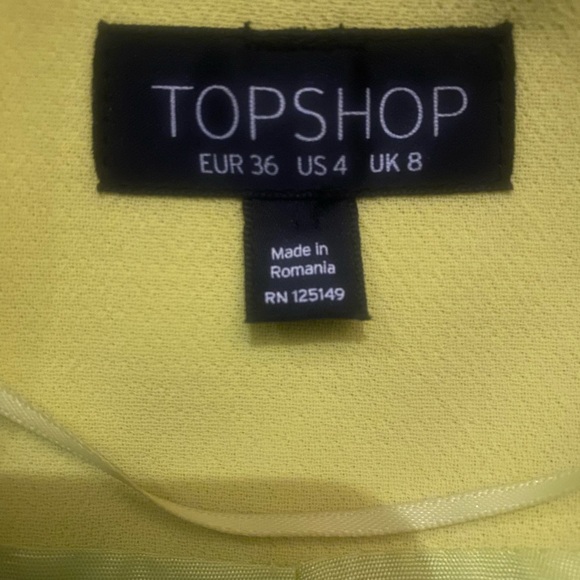 TOPSHOP
EUR 36 US 4 UK 8
Made in
Romania
RN 125149